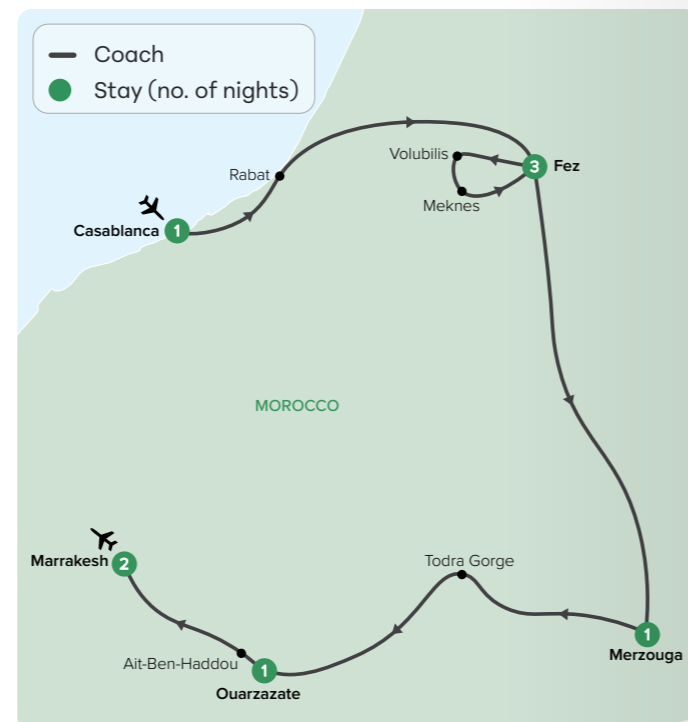 Coach
Stay (no. of nights)
Volubilis
3 Fez
Rabat
Meknes
Casablanca 1
MOROCCO
Marrakesh 2
Todra Gorge
1
Merzouga
Ait-Ben-Haddou
1
Ouarzazate